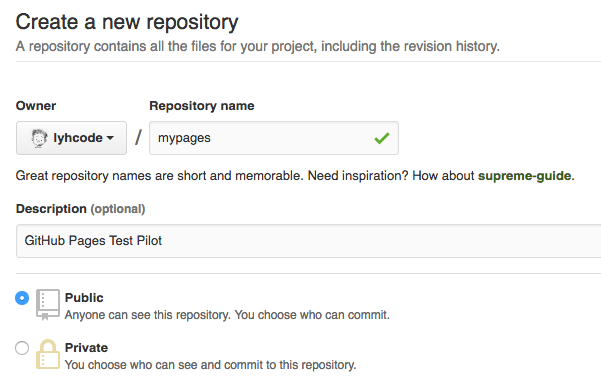 Create a new repository
A repository contains all the files for your project, including the revision history.
Owner
Repository name
lyhcode / mypages
Great repository names are short and memorable. Need inspiration? How about supreme-guide.
Description (optional)
GitHub Pages Test Pilot
Public
Anyone can see this repository. You choose who can commit.
Private
You choose who can see and commit to this repository.